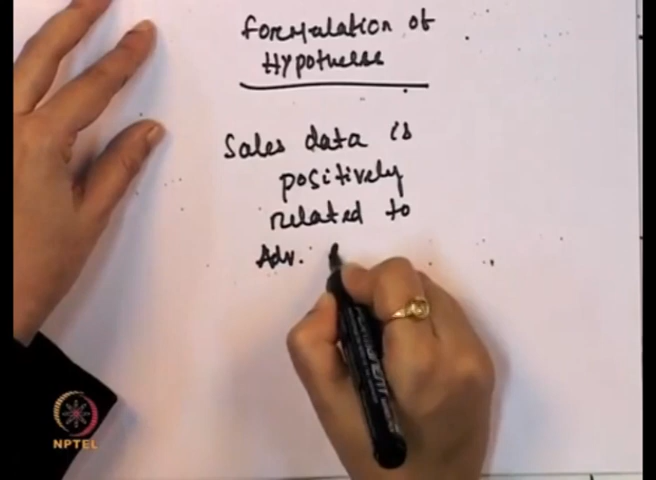 Formulation of
Hypothesis
Sales data is
positively
related to
Adv.
NPTEL